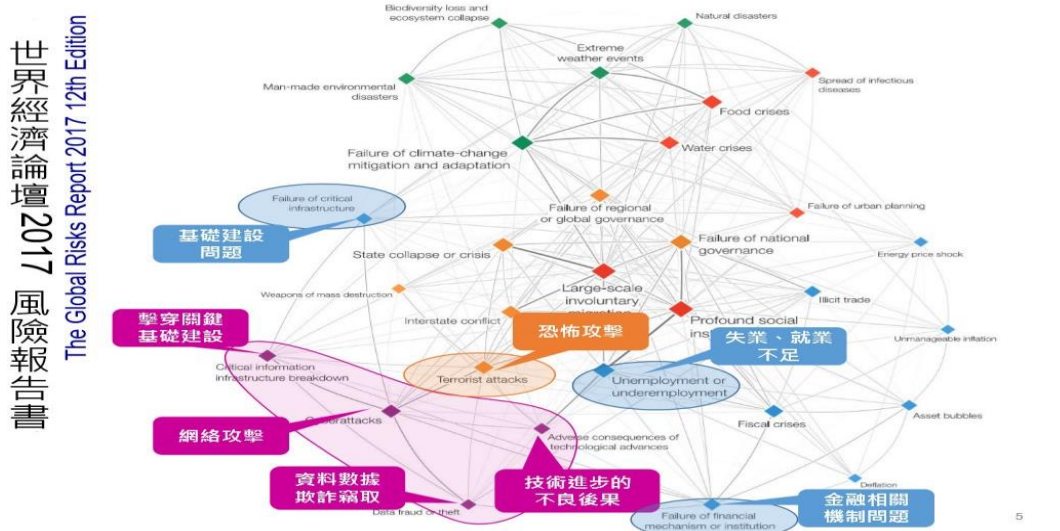 世界經濟論壇2017 風險報告書
The Global Risks Report 2017 12th Edition
Biodiversity loss and
ecosystem collapse
Natural disasters
Extreme
weather events
Man-made environmental
disasters
Spread of infectious
diseases
Food crises
Failure of climate-change
mitigation and adaptation
Water crises
Failure of critical
infrastructure
基礎建設
問題
Failure of regional
or global governance
Failure of urban planning
State collapse or crisis
Failure of national
governance
Energy price shock
Weapons of mass destruction
Large-scale
involuntary
Illicit trade
擊穿關鍵
基礎建設
Interstate conflict
恐怖攻擊
Profound social
失業、就業
不足
Unmanageable inflation
Critical information
infrastructure breakdown
Terrorist attacks
Unemployment or
underemployment
網絡攻擊
Adverse consequences of
technological advances
Fiscal crises
Asset bubbles
資料數據
欺詐竊取
技術進步的
不良後果
Deflation
金融相關
機制問題
Data fraud or theft
Failure of financial
mechanism or institution
5